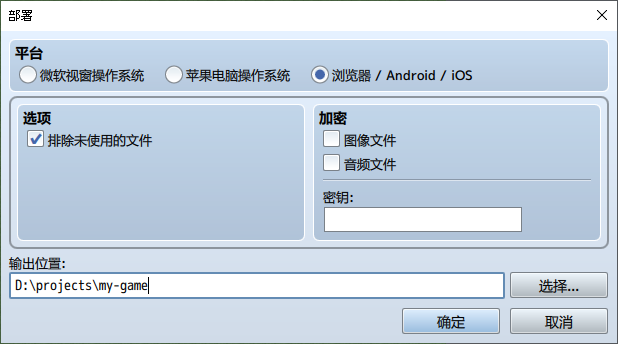 部署
平台
微软视窗操作系统 苹果电脑操作系统 浏览器 / Android / iOS
选项
排除未使用的文件
加密
图像文件
音频文件
密钥:
输出位置:
D:\projects\my-game
选择...
确定 取消